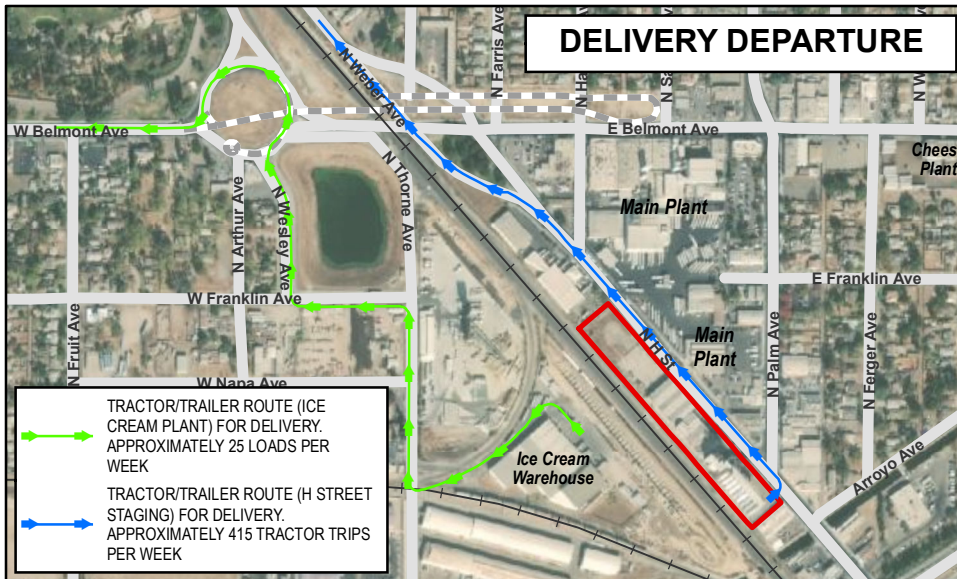 DELIVERY DEPARTURE
N Weber Ave
N Farris Ave
N Ha
N Sa
N W
W Belmont Ave
E Belmont Ave
Chees
Plant
N Thorne Ave
N Arthur Ave
N Wesley Ave
Main Plant
E Franklin Ave
W Franklin Ave
N Fruit Ave
N H St
Main
Plant
N Palm Ave
N Ferger Ave
W Napa Ave
Arroyo Ave
Ice Cream
Warehouse
TRACTOR/TRAILER ROUTE (ICE
CREAM PLANT) FOR DELIVERY.
APPROXIMATELY 25 LOADS PER
WEEK
TRACTOR/TRAILER ROUTE (H STREET
STAGING) FOR DELIVERY.
APPROXIMATELY 415 TRACTOR TRIPS
PER WEEK